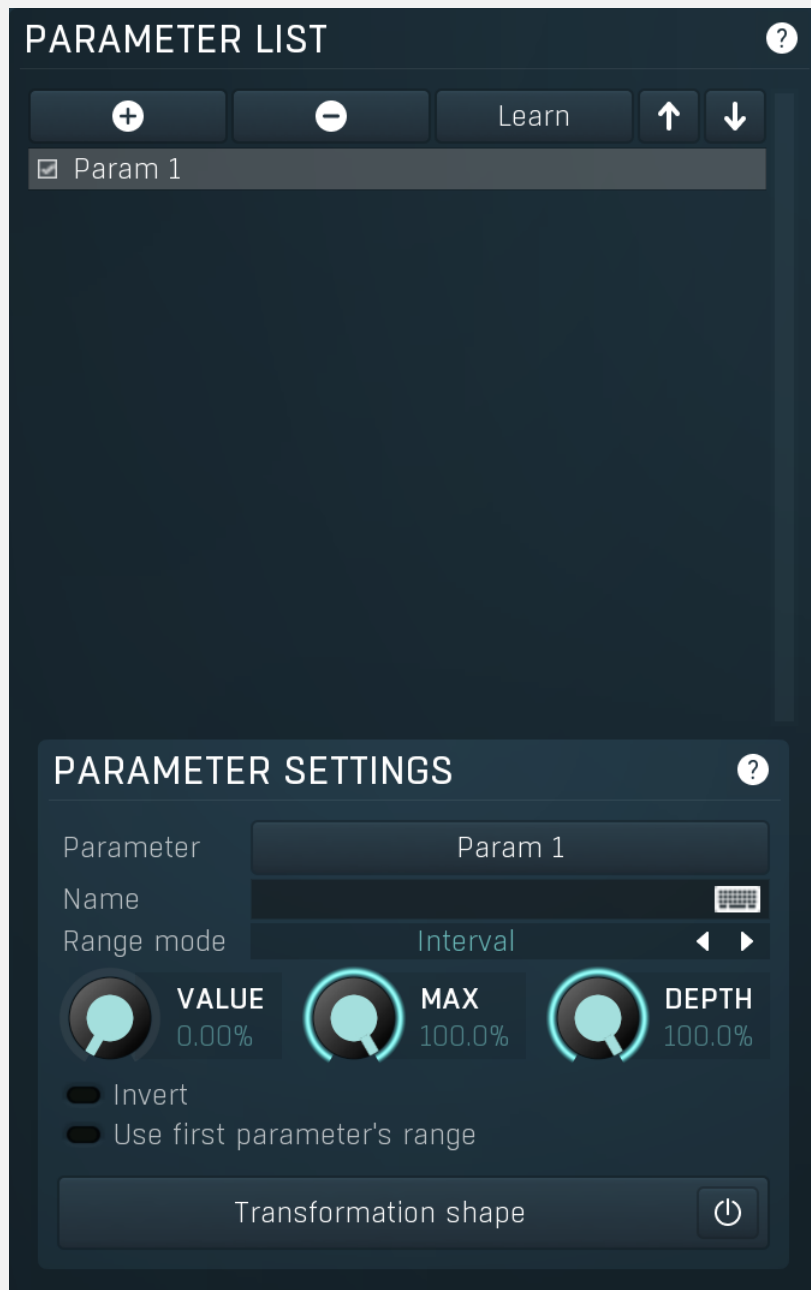 PARAMETER LIST ?
Learn
Param 1
PARAMETER SETTINGS ?
Parameter Param 1
Name
Range mode Interval
VALUE MAX DEPTH
0.00% 100.0% 100.0%
Invert
Use first parameter's range
Transformation shape